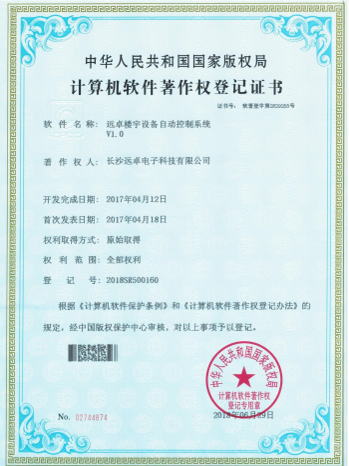 中华人民共和国国家版权局
计算机软件著作权登记证书
证书号： 软著登字第2829255号
软件名称： 远卓楼宇设备自动控制系统
V1.0
著作权人： 长沙远卓电子科技有限公司
开发完成日期： 2017年04月12日
首次发表日期： 2017年04月18日
权利取得方式： 原始取得
权利范围： 全部权利
登记号： 2018SR500160
根据《计算机软件保护条例》和《计算机软件著作权登记办法》的
规定，经中国版权保护中心审核，对以上事项予以登记。
中华人民共和国国家版权局
计算机软件著作权
登记专用章
No. 02744674
2018年06月29日